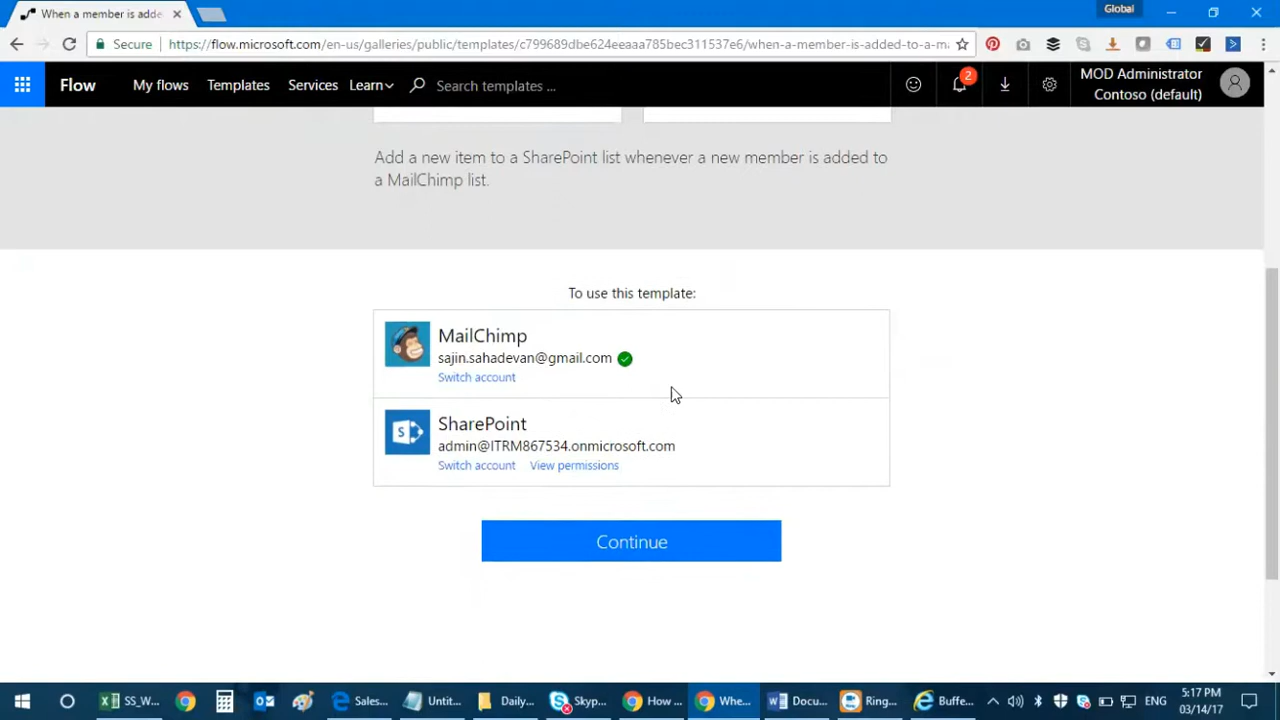 When a member is adde
Global
Secure
https://flow.microsoft.com/en-us/galleries/public/templates/c799689dbe624eeaaa785bec311537e6/when-a-member-is-added-to-a-ma
Flow
My flows
Templates
Services
Learn
Search templates ...
2
MOD Administrator
Contoso (default)
Add a new item to a SharePoint list whenever a new member is added to
a MailChimp list.
To use this template:
MailChimp
sajin.sahadevan@gmail.com
Switch account
SharePoint
admin@ITRM867534.onmicrosoft.com
Switch account View permissions
Continue
SS_W...
Sales...
Untit...
Daily...
Skyp...
How ...
Whe...
Docu...
Ring...
Buffe...
ENG
5:17 PM
03/14/17